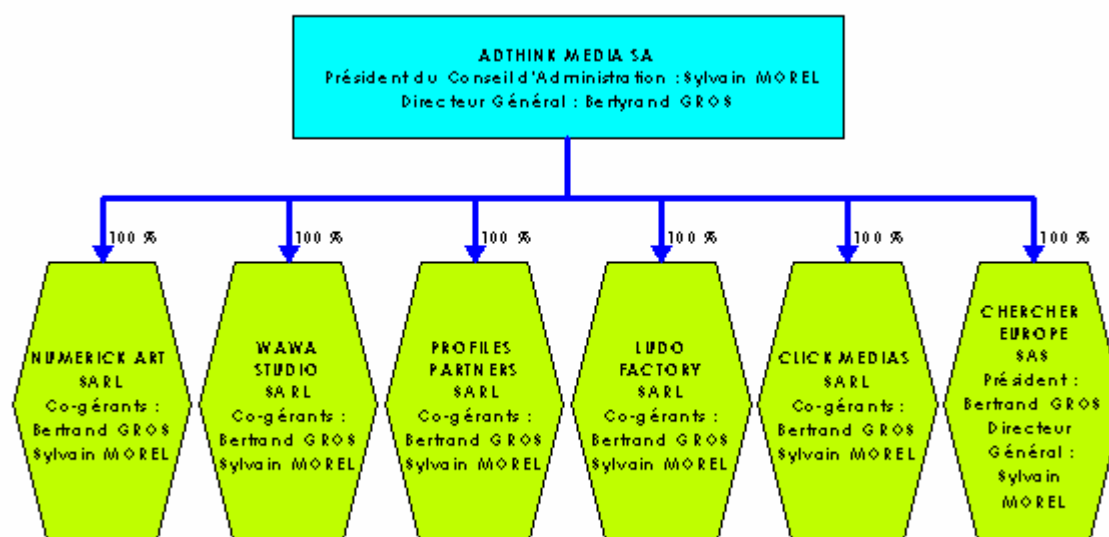 ADTHINK MEDIA SA
Président du Conseil d'Administration : Sylvain MOREL
Directeur Général : Bertyrand GROS
100 %
100 %
100 %
100 %
100 %
100 %
NUMERICK ART
SARL
Co-gérants :
Bertrand GROS
Sylvain MOREL
WAWA
STUDIO
SARL
Co-gérants :
Bertrand GROS
Sylvain MOREL
PROFILES
PARTNERS
SARL
Co-gérants :
Bertrand GROS
Sylvain MOREL
LUDO
FACTORY
SARL
Co-gérants :
Bertrand GROS
Sylvain MOREL
CLICK MEDIAS
SARL
Co-gérants :
Bertrand GROS
Sylvain MOREL
CHERCHER
EUROPE
SAS
Président :
Bertrand GROS
Directeur
Général :
Sylvain
MOREL